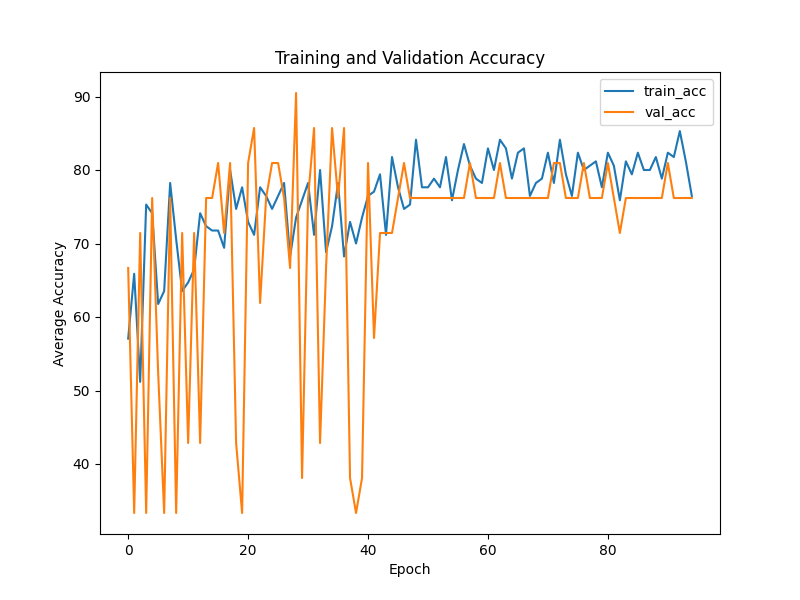 Training and Validation Accuracy
train_acc
val_acc
Average Accuracy
90
80
70
60
50
40
0 20 40 60 80
Epoch